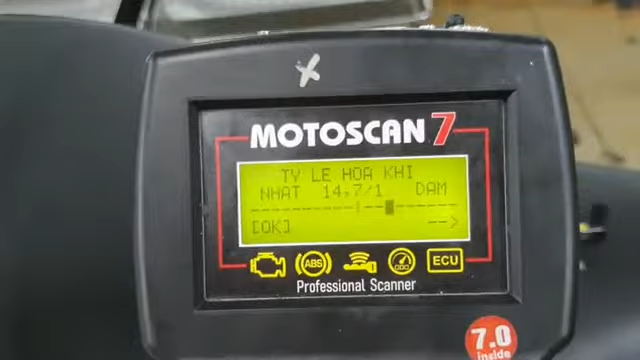 MOTOSCAN 7
TY LE HOA KHI
NHAT 14,7/1 DAM
[OK] -->
ABS
ECU
Professional Scanner
7.0
inside